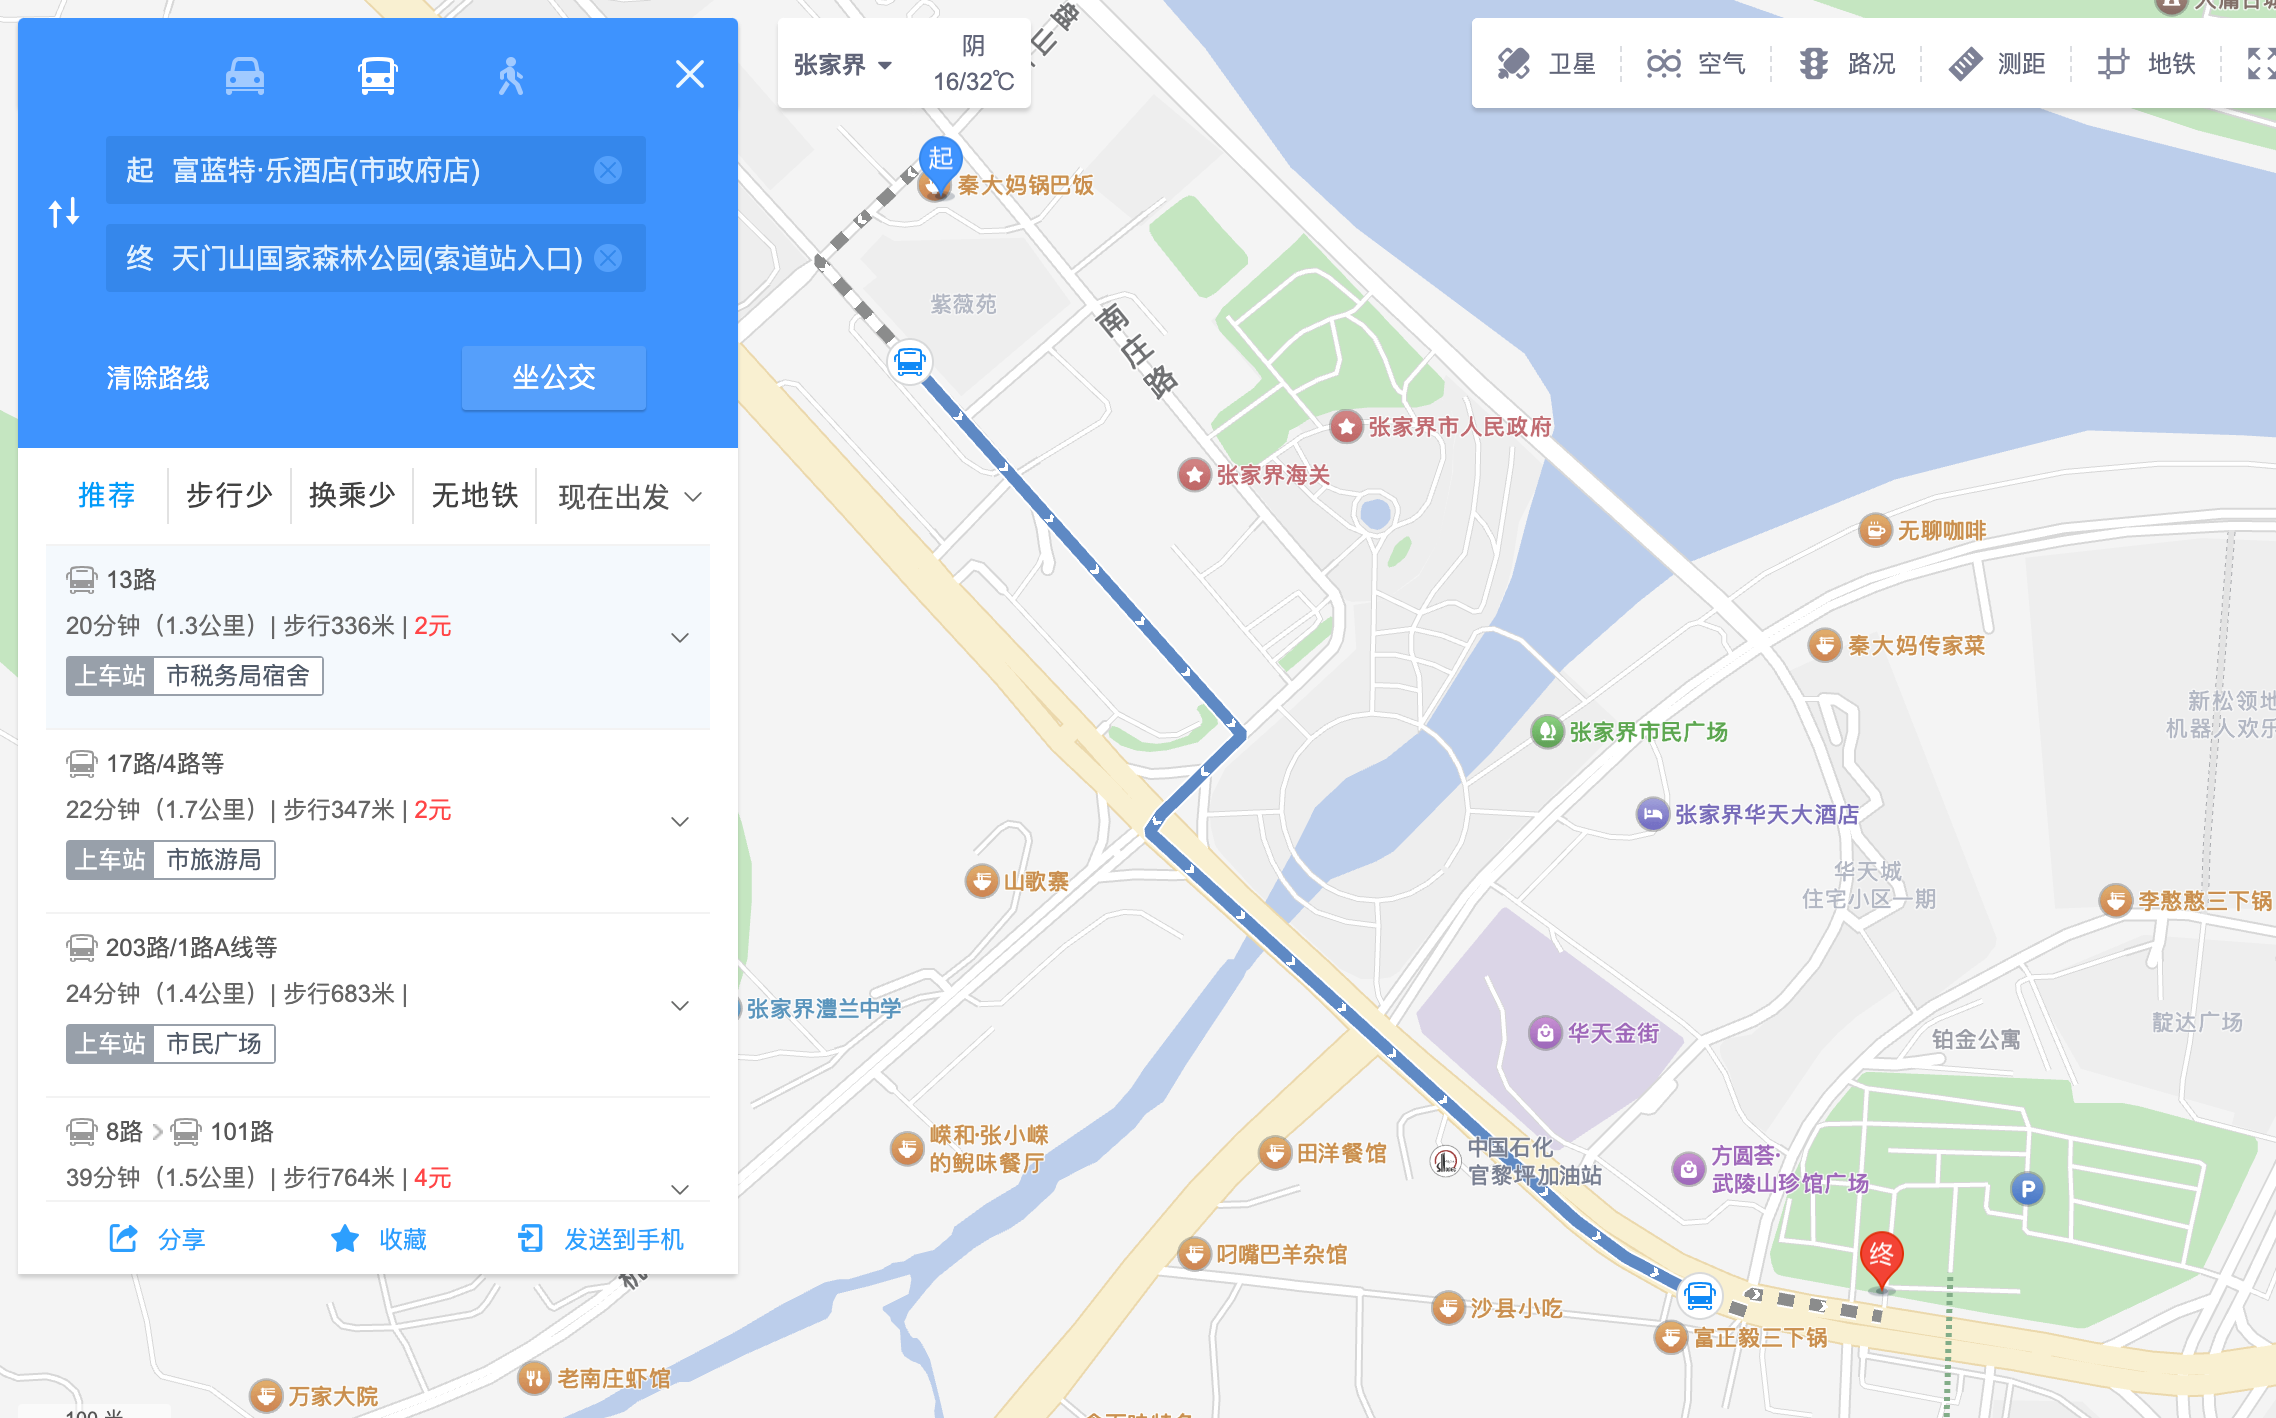 起 富蓝特·乐酒店(市政府店)
终 天门山国家森林公园(索道站入口)
清除路线
坐公交
推荐
步行少
换乘少
无地铁
现在出发
13路
20分钟（1.3公里）| 步行336米 | 2元
上车站 市税务局宿舍
17路/4路等
22分钟（1.7公里）| 步行347米 | 2元
上车站 市旅游局
203路/1路A线等
24分钟（1.4公里）| 步行683米 |
上车站 市民广场
8路 > 101路
39分钟（1.5公里）| 步行764米 | 4元
分享
收藏
发送到手机
张家界
阴
16/32℃
卫星
空气
路况
测距
地铁
起
秦大妈锅巴饭
紫薇苑
南庄路
张家界市人民政府
张家界海关
无聊咖啡
秦大妈传家菜
新松领地
机器人欢乐
张家界市民广场
张家界华天大酒店
华天城
住宅小区一期
山歌寨
李憨憨三下锅
张家界澧兰中学
华天金街
靛达广场
铂金公寓
嵘和·张小嵘
的鲵味餐厅
田洋餐馆
中国石化
官黎坪加油站
方圆荟·
武陵山珍馆广场
P
终
叼嘴巴羊杂馆
沙县小吃
富正毅三下锅
老南庄虾馆
万家大院
100 米